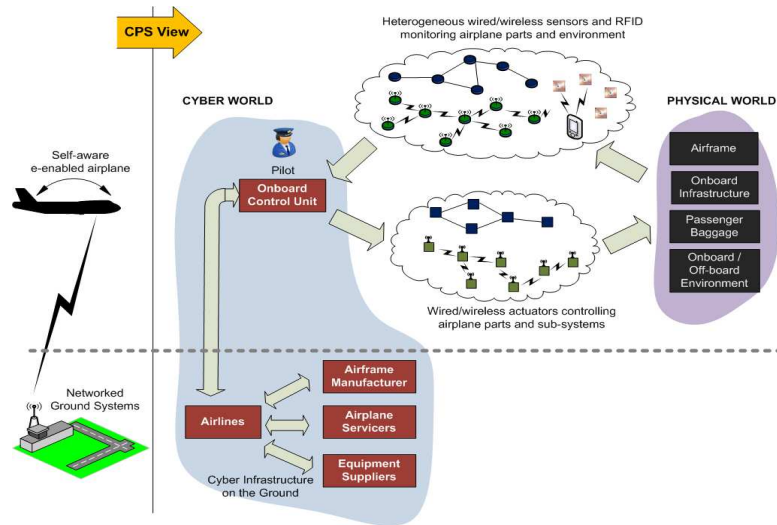 CPS View
Heterogeneous wired/wireless sensors and RFID
monitoring airplane parts and environment
CYBER WORLD
PHYSICAL WORLD
Self-aware
e-enabled airplane
Pilot
Onboard
Control Unit
Airframe
Onboard
Infrastructure
Passenger
Baggage
Onboard /
Off-board
Environment
Wired/wireless actuators controlling
airplane parts and sub-systems
Networked
Ground Systems
Airlines
Airframe
Manufacturer
Airplane
Servicers
Equipment
Suppliers
Cyber Infrastructure
on the Ground